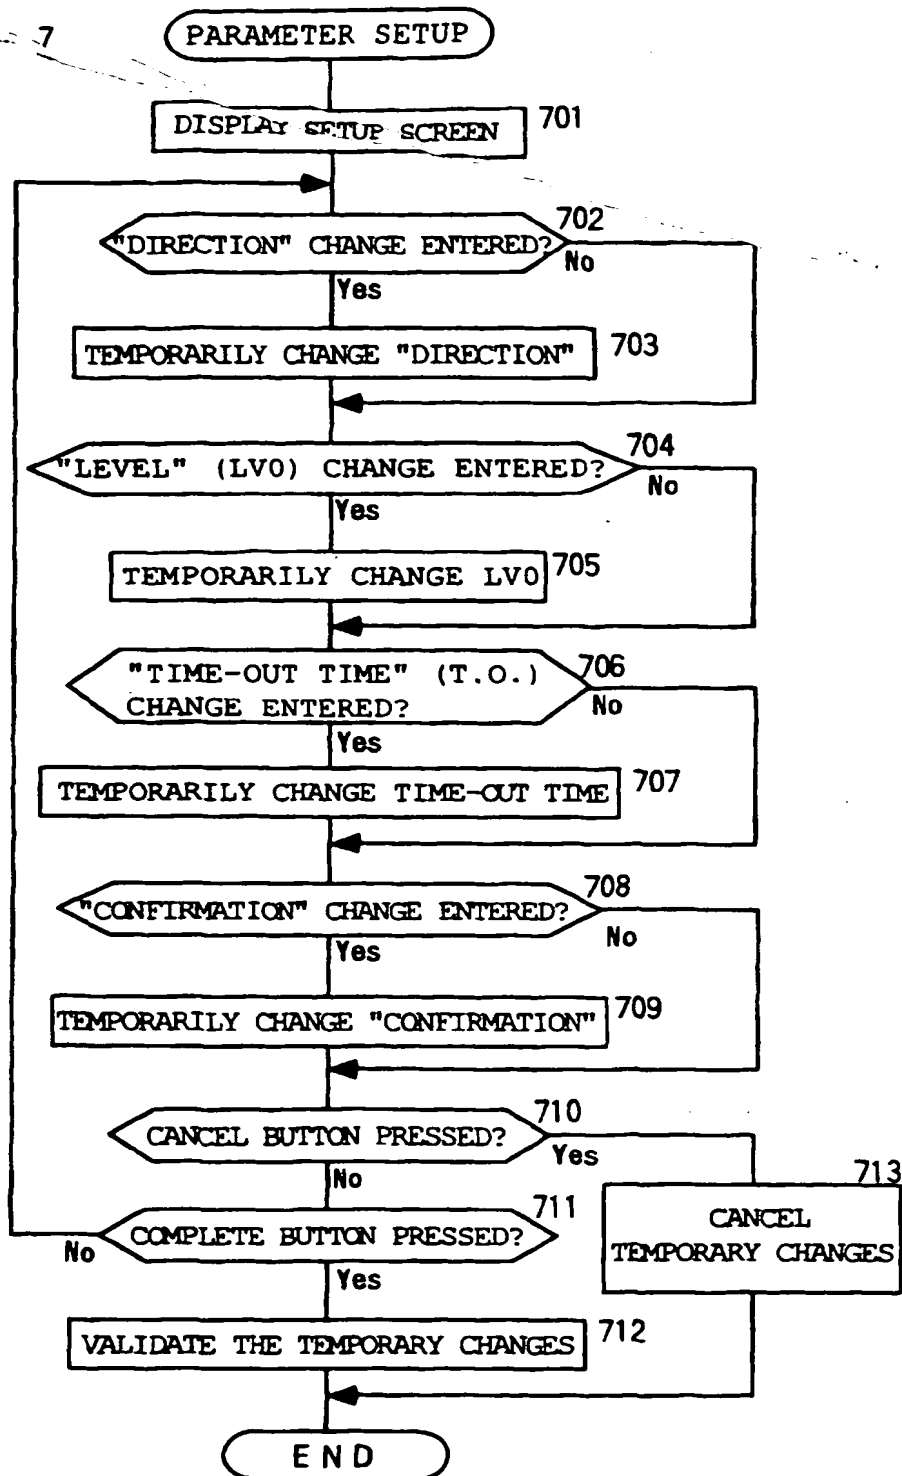 7
PARAMETER SETUP
DISPLAY SETUP SCREEN
701
702
"DIRECTION" CHANGE ENTERED?
No
Yes
TEMPORARILY CHANGE "DIRECTION"
703
704
"LEVEL" (LV0) CHANGE ENTERED?
No
Yes
TEMPORARILY CHANGE LV0
705
"TIME-OUT TIME" (T.O.)
CHANGE ENTERED?
706
No
Yes
TEMPORARILY CHANGE TIME-OUT TIME
707
708
"CONFIRMATION" CHANGE ENTERED?
No
Yes
TEMPORARILY CHANGE "CONFIRMATION"
709
710
CANCEL BUTTON PRESSED?
Yes
No
713
CANCEL
TEMPORARY CHANGES
711
COMPLETE BUTTON PRESSED?
No
Yes
VALIDATE THE TEMPORARY CHANGES
712
END